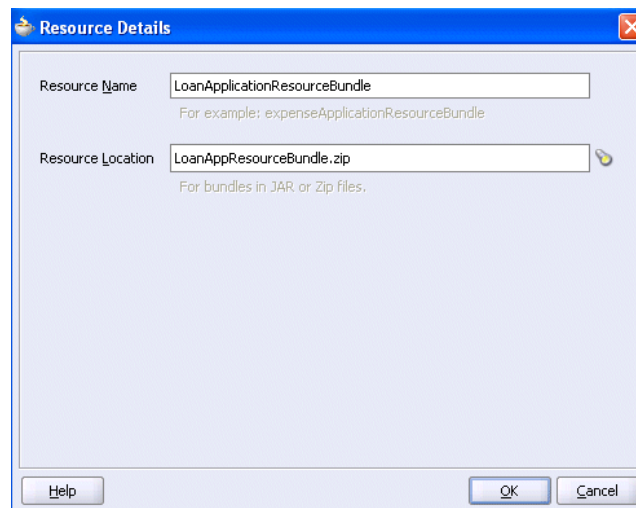 Resource Details
Resource Name
LoanApplicationResourceBundle
For example: expenseApplicationResourceBundle
Resource Location
LoanAppResourceBundle.zip
For bundles in JAR or Zip files.
Help
OK
Cancel